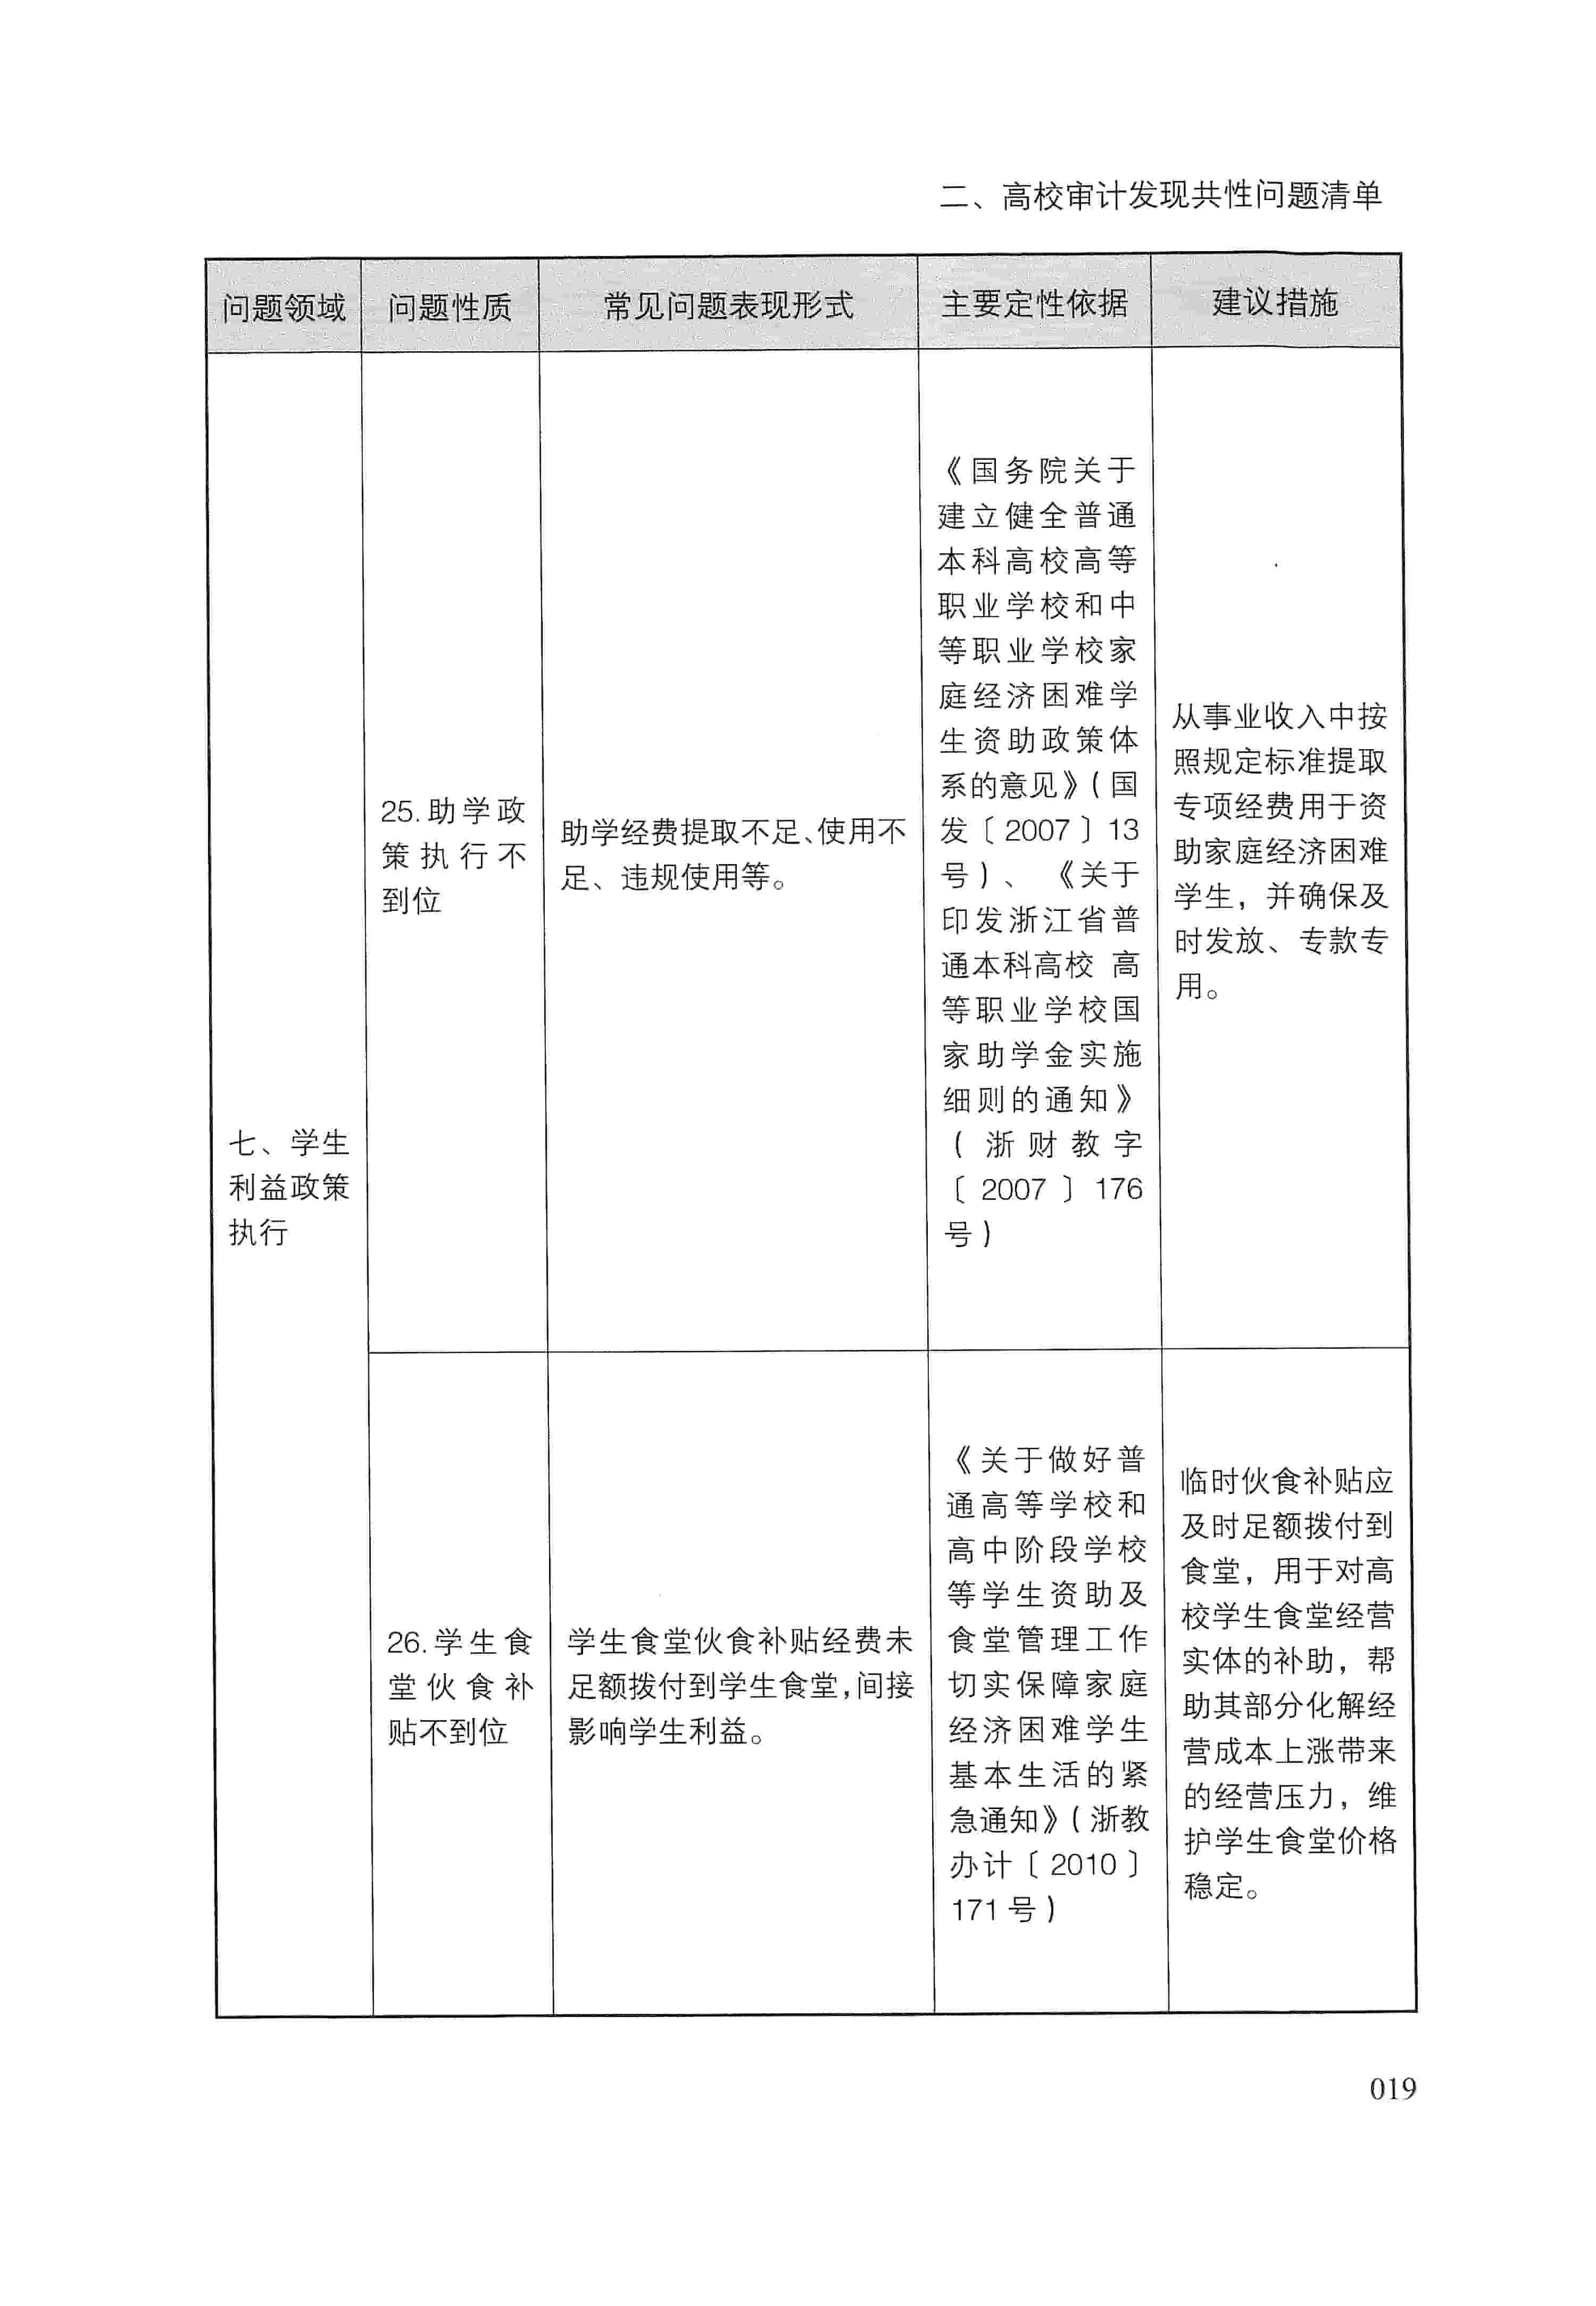 二、高校审计发现共性问题清单
问题领域
问题性质
常见问题表现形式
主要定性依据
建议措施
七、学生
利益政策
执行
25.助学政
策执行不
到位
助学经费提取不足、使用不
足、违规使用等。
《国务院关于
建立健全普通
本科高校高等
职业学校和中
等职业学校家
庭经济困难学
生资助政策体
系的意见》(国
发〔2007〕13
号)、《关于
印发浙江省普
通本科高校 高
等职业学校国
家助学金实施
细则的通知》
(浙财教字
〔2007〕176
号)
从事业收入中按
照规定标准提取
专项经费用于资
助家庭经济困难
学生，并确保及
时发放、专款专
用。
26.学生食
堂伙食补
贴不到位
学生食堂伙食补贴经费未
足额拨付到学生食堂,间接
影响学生利益。
《关于做好普
通高等学校和
高中阶段学校
等学生资助及
食堂管理工作
切实保障家庭
经济困难学生
基本生活的紧
急通知》(浙教
办计〔2010〕
171号)
临时伙食补贴应
及时足额拨付到
食堂，用于对高
校学生食堂经营
实体的补助，帮
助其部分化解经
营成本上涨带来
的经营压力，维
护学生食堂价格
稳定。
019